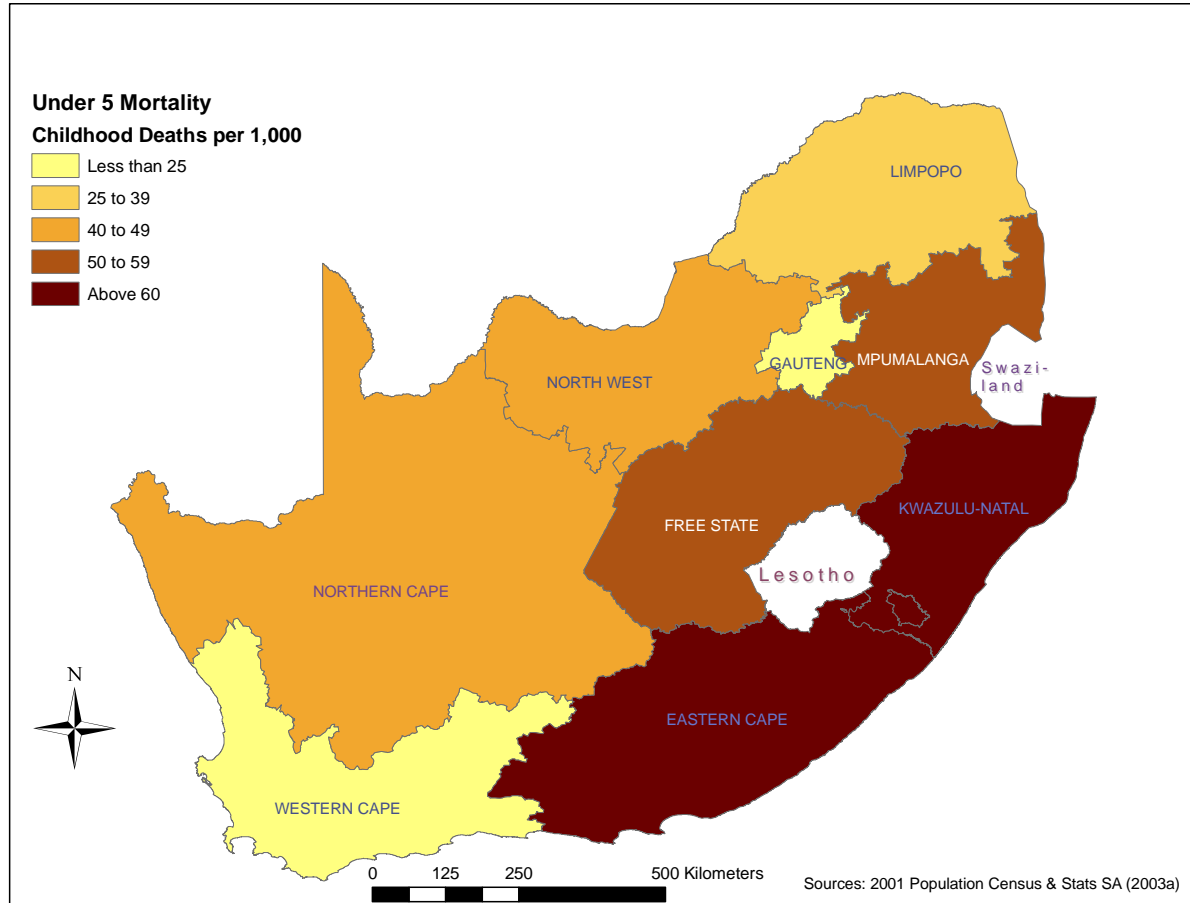 Under 5 Mortality
Childhood Deaths per 1,000
Less than 25
25 to 39
40 to 49
50 to 59
Above 60
LIMPOPO
NORTH WEST
GAUTENG
MPUMALANGA
Swazi-
land
FREE STATE
KWAZULU-NATAL
Lesotho
NORTHERN CAPE
EASTERN CAPE
WESTERN CAPE
N
0 125 250 500 Kilometers
Sources: 2001 Population Census & Stats SA (2003a)